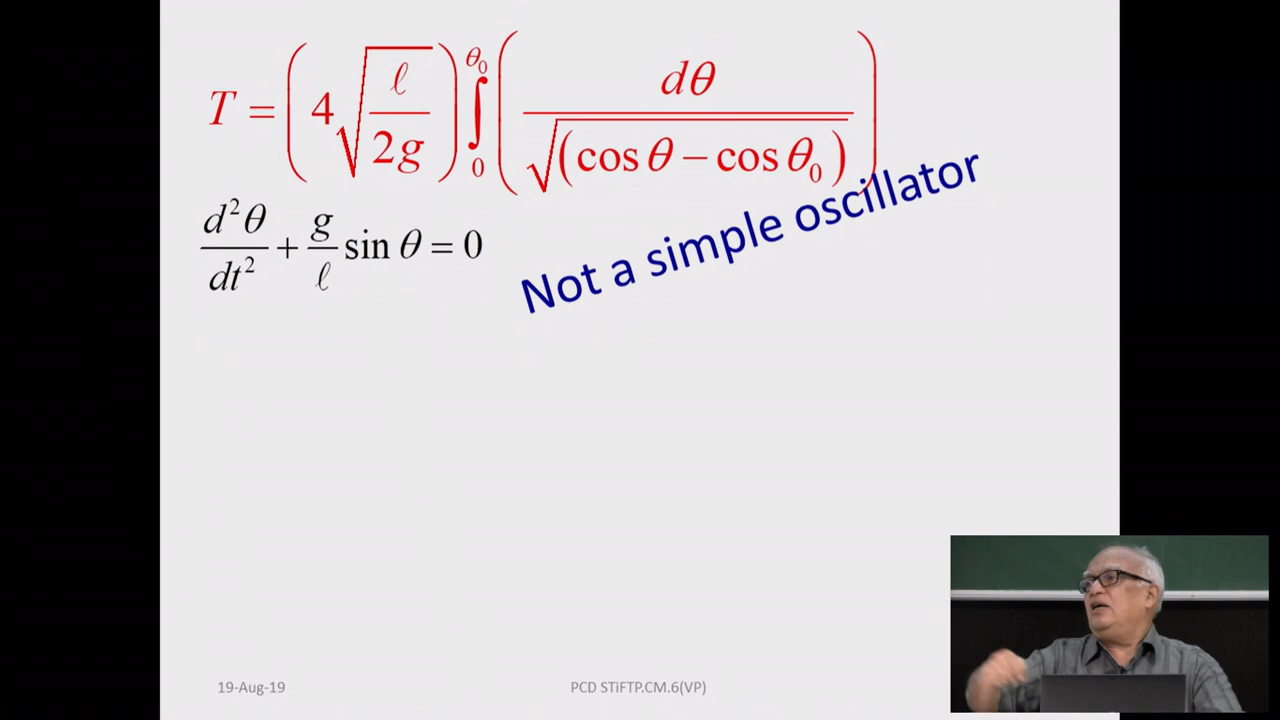 T = ( 4 √(ℓ / 2g) ) ∫₀^θ₀ ( dθ / √(cos θ − cos θ₀) )
d²θ/dt² + g/ℓ sin θ = 0
Not a simple oscillator
19-Aug-19
PCD STiFTP.CM.6(VP)